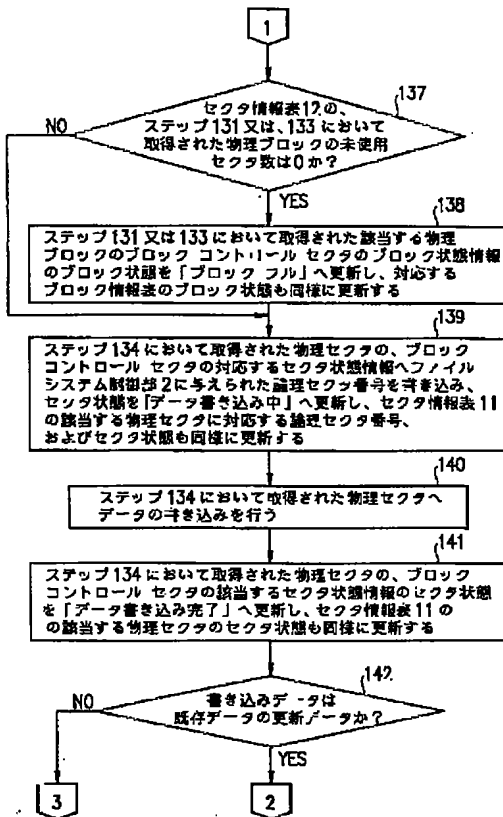 1
137
セクタ情報表12の、
ステップ131又は、133において
取得された物理ブロックの未使用
セクタ数は0か?
NO
YES
138
ステップ131又は133において取得された該当する物理
ブロックのブロック コントロール セクタのブロック状態情報
のブロック状態を「ブロック フル」へ更新し、対応する
ブロック情報表のブロック状態も同様に更新する
139
ステップ134において取得された物理セクタの、ブロック
コントロール セクタの対応するセクタ状態情報へファイル
システム制御部2に与えられた論理セクタ番号を書き込み、
セクタ状態を「データ書き込み中」へ更新し、セクタ情報表11
の該当する物理セクタに対応する論理セクタ番号、
およびセクタ状態も同様に更新する
140
ステップ134において取得された物理セクタへ
データの書き込みを行う
141
ステップ134において取得された物理セクタの、ブロック
コントロール セクタの該当するセクタ状態情報のセクタ状態
を「データ書き込み完了」へ更新し、セクタ情報表11の
の該当する物理セクタのセクタ状態も同様に更新する
142
書き込みデータは
既存データの更新データか?
NO
YES
3
2